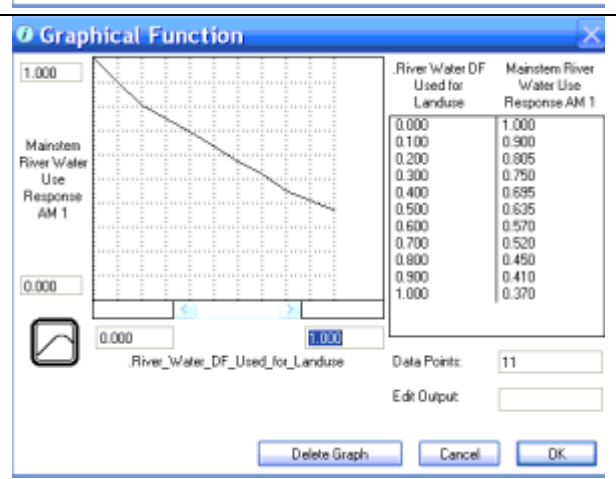 Graphical Function
1.000
Mainstem
River Water
Use
Response
AM 1
0.000
0.000 1.000
.River_Water_DF_Used_for_Landuse
.River Water DF Used for Landuse
Mainstem River Water Use Response AM 1
0.000 1.000
0.100 0.900
0.200 0.805
0.300 0.750
0.400 0.695
0.500 0.635
0.600 0.570
0.700 0.520
0.800 0.450
0.900 0.410
1.000 0.370
Data Points: 11
Edit Output:
Delete Graph Cancel OK